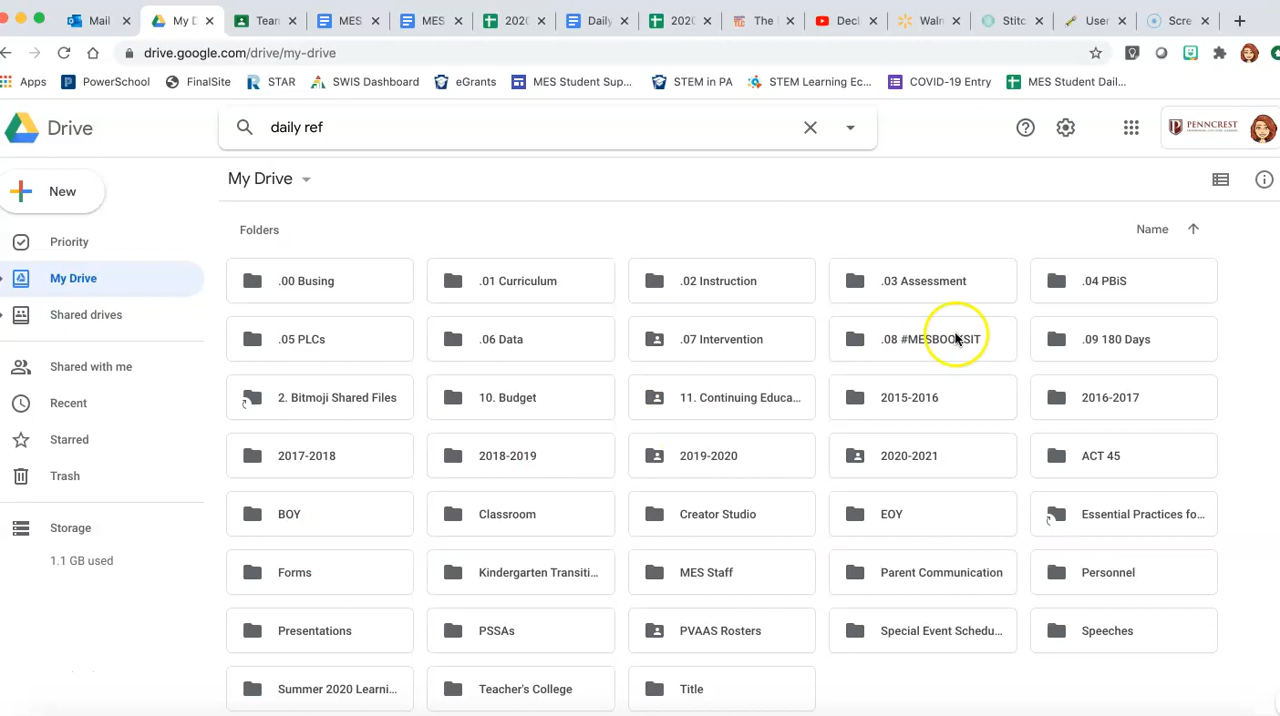 Mail My D Team MES MES 202( Daily 202( The Dec Waln Stitc User Scre
drive.google.com/drive/my-drive
Apps PowerSchool FinalSite STAR SWIS Dashboard eGrants MES Student Sup... STEM in PA STEM Learning Ec... COVID-19 Entry MES Student Daily...
Drive
daily ref
PENNCREST
New
My Drive
Priority
My Drive
Shared drives
Shared with me
Recent
Starred
Trash
Storage
1.1 GB used
Folders Name
.00 Busing .01 Curriculum .02 Instruction .03 Assessment .04 PBiS
.05 PLCs .06 Data .07 Intervention .08 #MESBOOKSIT .09 180 Days
2. Bitmoji Shared Files 10. Budget 11. Continuing Educa... 2015-2016 2016-2017
2017-2018 2018-2019 2019-2020 2020-2021 ACT 45
BOY Classroom Creator Studio EOY Essential Practices fo...
Forms Kindergarten Transiti... MES Staff Parent Communication Personnel
Presentations PSSAs PVAAS Rosters Special Event Schedu... Speeches
Summer 2020 Learni... Teacher's College Title